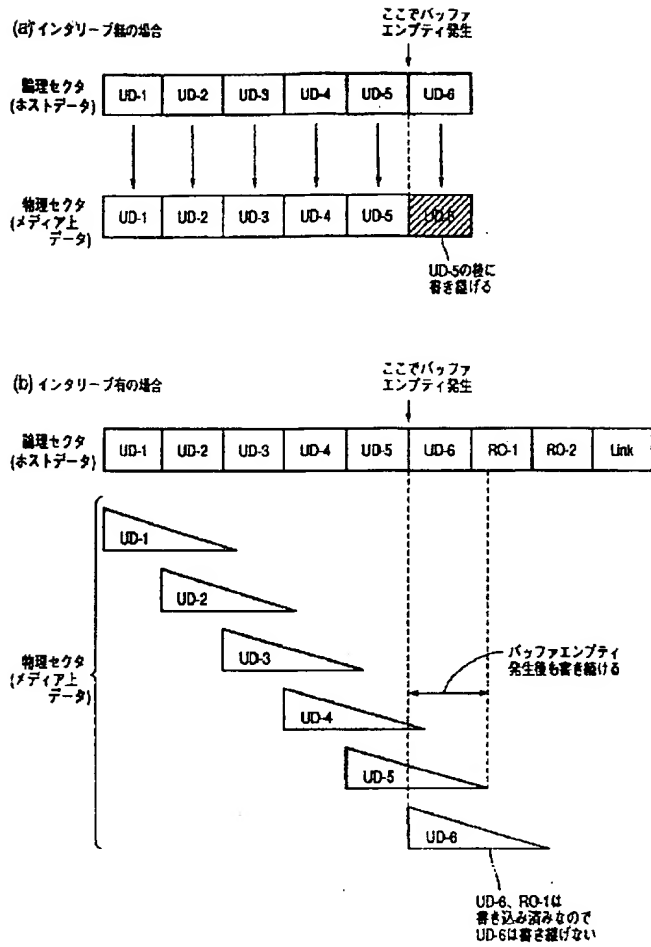 (a) インタリーブ無の場合
ここでバッファ
エンプティ発生
論理セクタ
(ホストデータ)
UD-1 UD-2 UD-3 UD-4 UD-5 UD-6
物理セクタ
(メディア上
データ)
UD-1 UD-2 UD-3 UD-4 UD-5
UD-5の後に
書き継げる
(b) インタリーブ有の場合
ここでバッファ
エンプティ発生
論理セクタ
(ホストデータ)
UD-1 UD-2 UD-3 UD-4 UD-5 UD-6 RO-1 RO-2 Link
UD-1
UD-2
UD-3
物理セクタ
(メディア上
データ)
バッファエンプティ
発生後も書き続ける
UD-4
UD-5
UD-6
UD-6、RO-1は
書き込み済みなので
UD-6は書き継げない